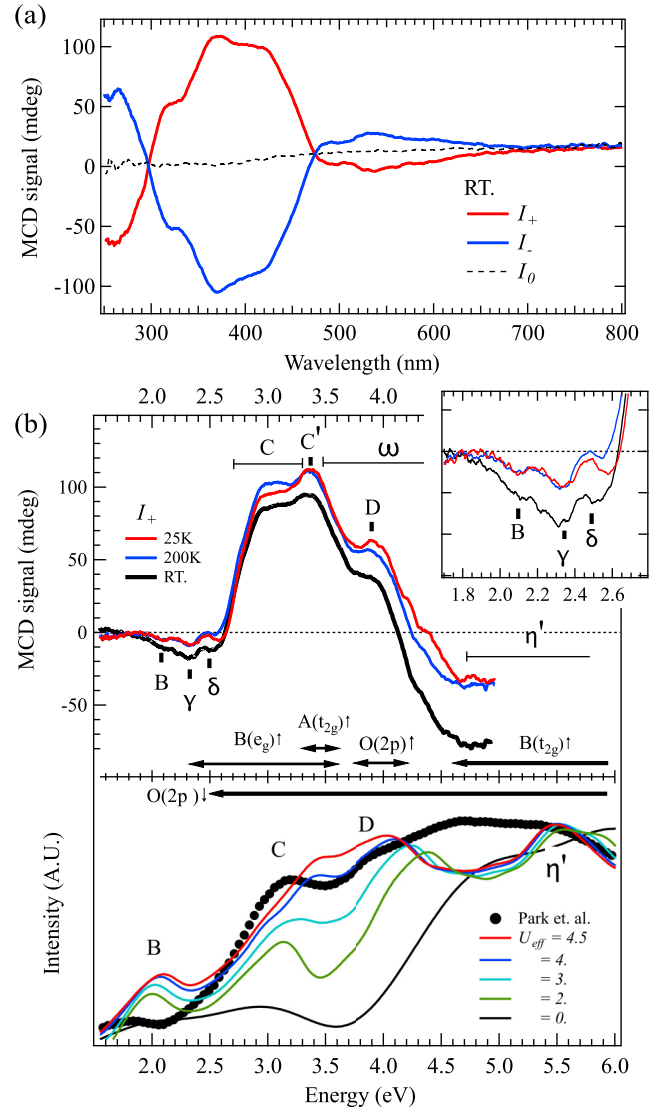 (a)
100
50
0
-50
-100
MCD signal (mdeg)
RT.
I+
I-
I0
300 400 500 600 700 800
Wavelength (nm)
2.0 2.5 3.0 3.5 4.0
(b)
100
50
0
-50
MCD signal (mdeg)
C C' ω
D
I+
25K
200K
RT.
B γ δ
B
γ
δ
1.8 2.0 2.2 2.4 2.6
η'
B(eg)↑ A(t2g)↑ O(2p)↑ B(t2g)↑
O(2p)↓
Intensity (A.U.)
B
C
D
η'
Park et. al.
Ueff = 4.5
= 4.
= 3.
= 2.
= 0.
2.0 2.5 3.0 3.5 4.0 4.5 5.0 5.5 6.0
Energy (eV)